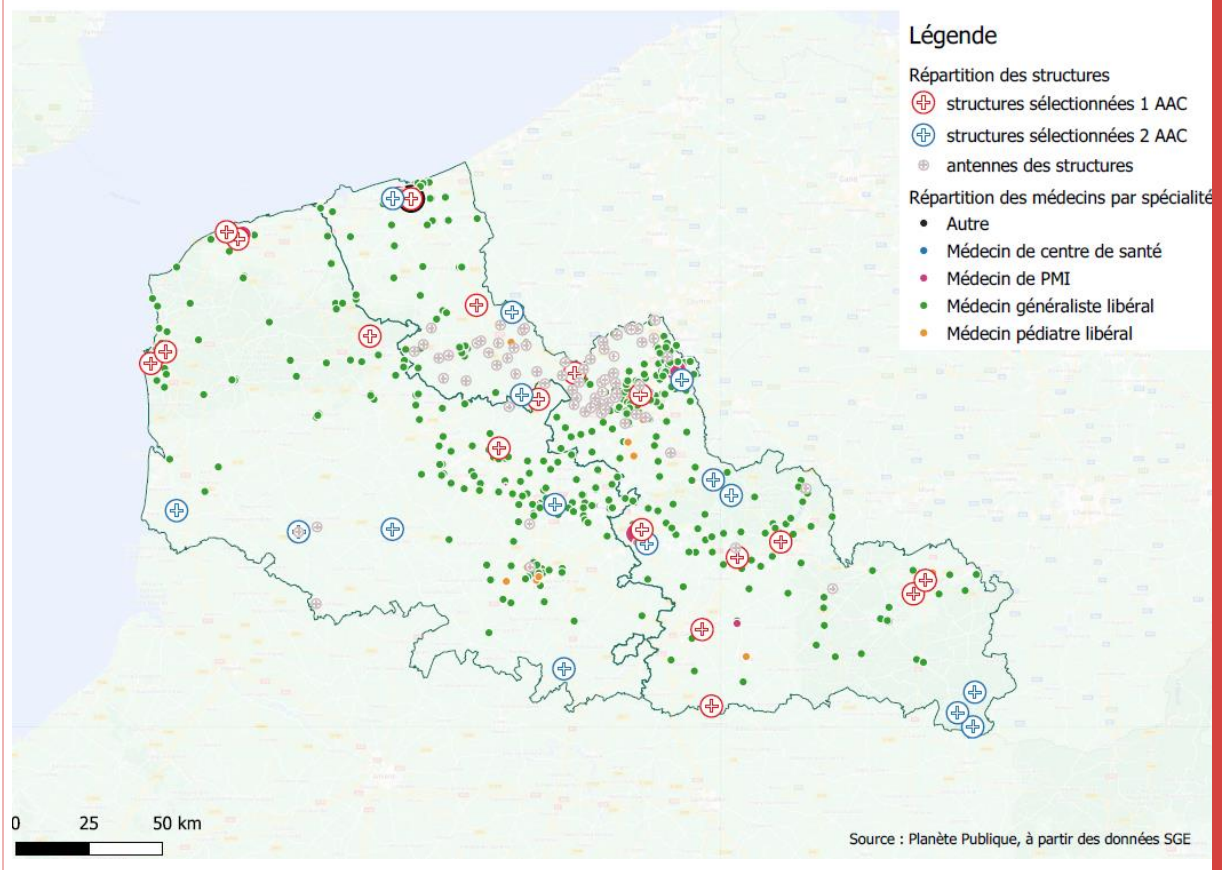 Légende
Répartition des structures
structures sélectionnées 1 AAC
structures sélectionnées 2 AAC
antennes des structures
Répartition des médecins par spécialité
Autre
Médecin de centre de santé
Médecin de PMI
Médecin généraliste libéral
Médecin pédiatre libéral
0 25 50 km
Source : Planète Publique, à partir des données SGE